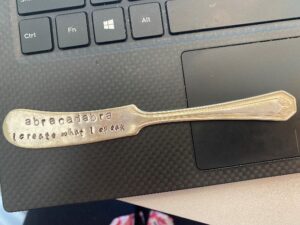 Ctrl Fn Alt
abracadabra
i create what I speak